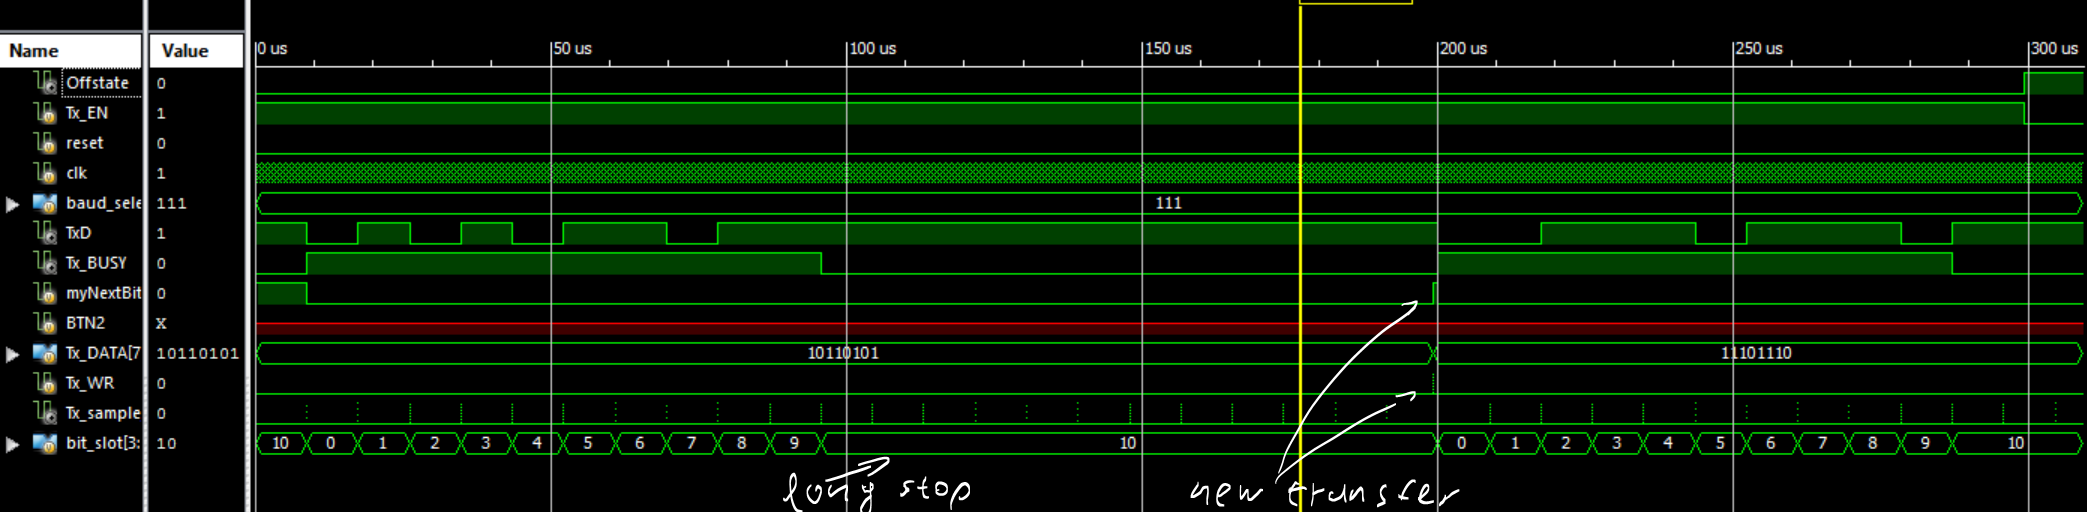 Name Value 0 us 50 us 100 us 150 us 200 us 250 us 300 us
Offstate 0
Tx_EN 1
reset 0
clk 1
baud_sele 111 111
TxD 1
Tx_BUSY 0
myNextBit 0
BTN2 x
Tx_DATA[7 10110101 10110101 11101110
Tx_WR 0
Tx_sample 0
bit_slot[3: 10 10 0 1 2 3 4 5 6 7 8 9 10 0 1 2 3 4 5 6 7 8 9 10
long stop new transfer